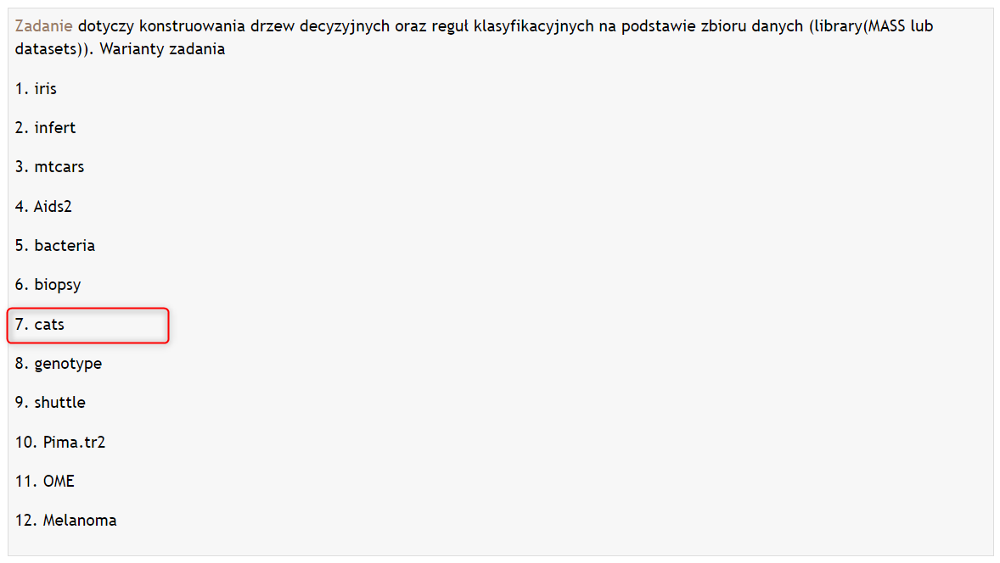 Zadanie dotyczy konstruowania drzew decyzyjnych oraz reguł klasyfikacyjnych na podstawie zbioru danych (library(MASS lub
datasets)). Warianty zadania
1. iris
2. infert
3. mtcars
4. Aids2
5. bacteria
6. biopsy
7. cats
8. genotype
9. shuttle
10. Pima.tr2
11. OME
12. Melanoma